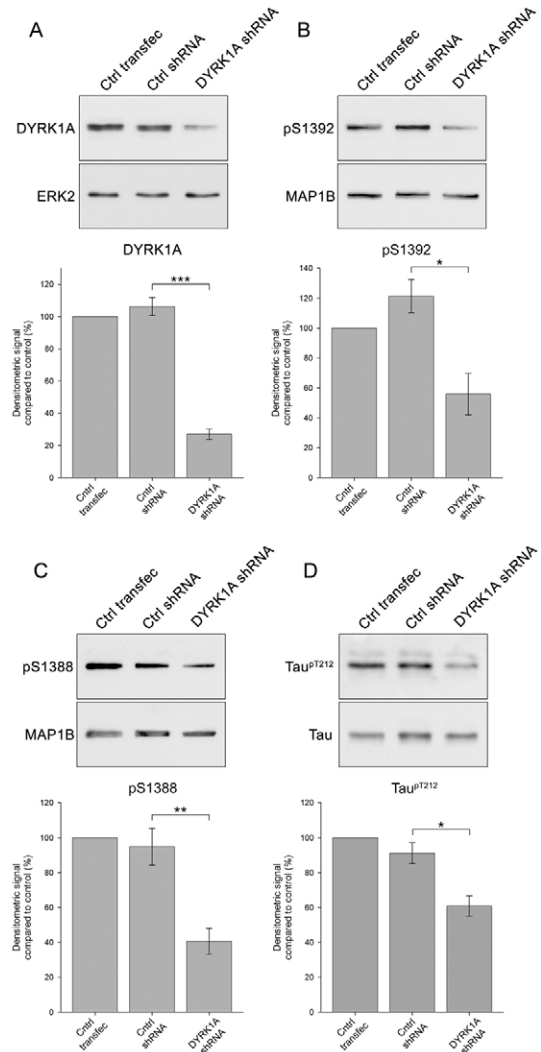 A
Ctrl transfec
Ctrl shRNA
DYRK1A shRNA
DYRK1A
ERK2
DYRK1A
Densitometric signal
compared to control (%)
120
100
80
60
40
20
0
***
Cntrl
transfec
Cntrl
shRNA
DYRK1A
shRNA
B
Ctrl transfec
Ctrl shRNA
DYRK1A shRNA
pS1392
MAP1B
pS1392
Densitometric signal
compared to control (%)
140
120
100
80
60
40
20
0
*
Cntrl
transfec
Cntrl
shRNA
DYRK1A
shRNA
C
Ctrl transfec
Ctrl shRNA
DYRK1A shRNA
pS1388
MAP1B
pS1388
Densitometric signal
compared to control (%)
120
100
80
60
40
20
0
**
Cntrl
transfec
Cntrl
shRNA
DYRK1A
shRNA
D
Ctrl transfec
Ctrl shRNA
DYRK1A shRNA
Tau^pT212
Tau
Tau^pT212
Densitometric signal
compared to control (%)
120
100
80
60
40
20
0
*
Cntrl
transfec
Cntrl
shRNA
DYRK1A
shRNA